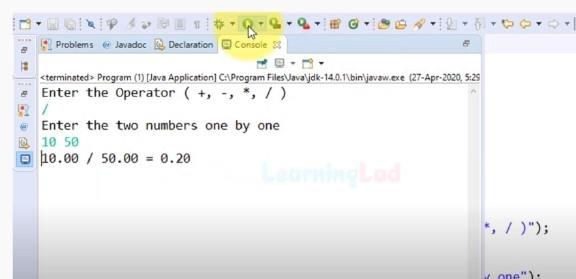 Problems @ Javadoc Declaration Console
<terminated> Program (1) [Java Application] C:\Program Files\Java\jdk-14.0.1\bin\javaw.exe (27-Apr-2020, 5:29
Enter the Operator ( +, -, *, / )
/
Enter the two numbers one by one
10 50
10.00 / 50.00 = 0.20
LearningLad
*, / )");
one");